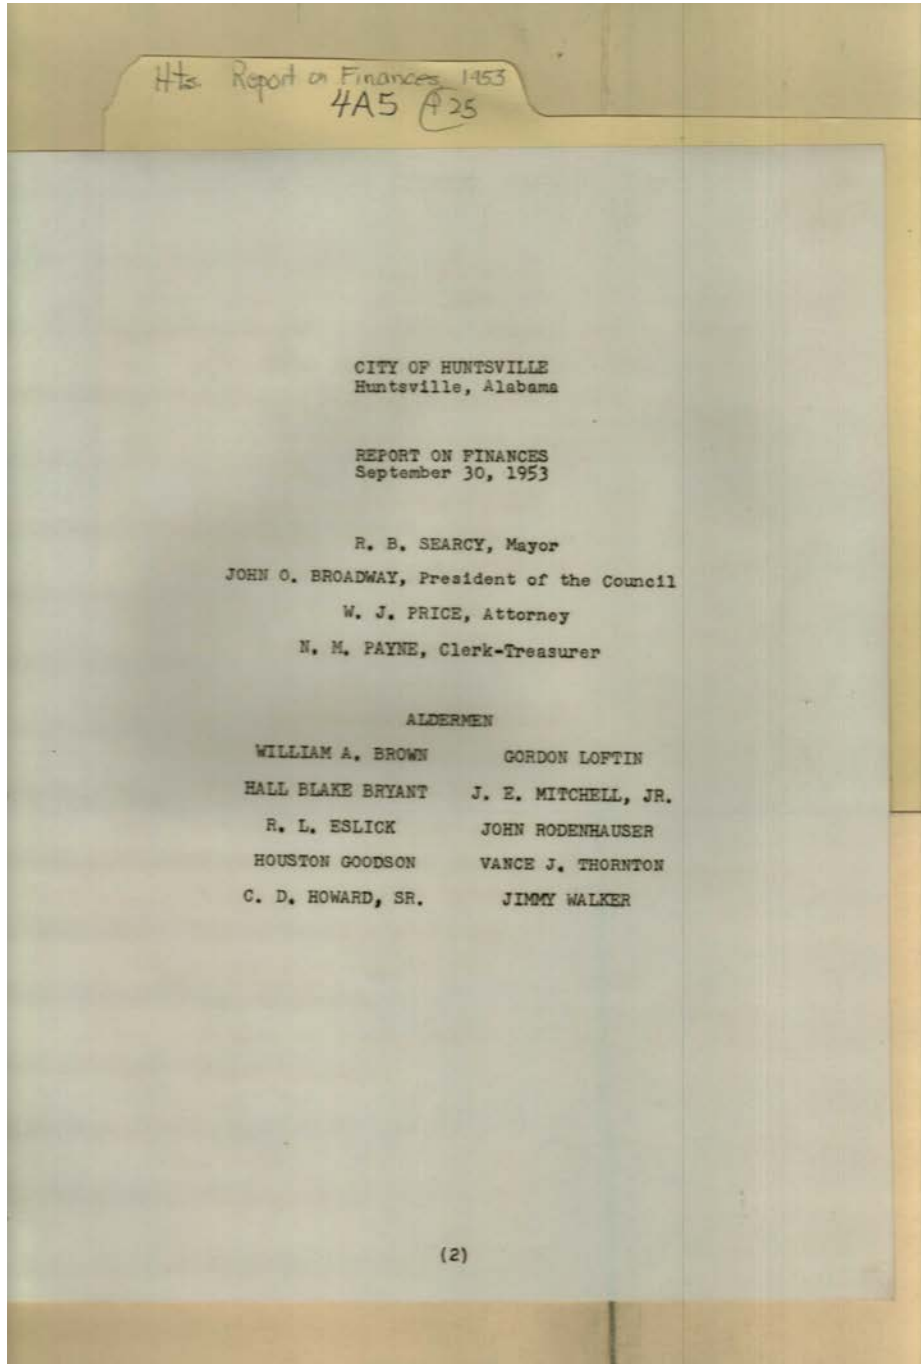 Hts. Report on Finances, 1953
4A5 P25
CITY OF HUNTSVILLE
Huntsville, Alabama
REPORT ON FINANCES
September 30, 1953
R. B. SEARCY, Mayor
JOHN O. BROADWAY, President of the Council
W. J. PRICE, Attorney
N. M. PAYNE, Clerk-Treasurer
ALDERMEN
WILLIAM A. BROWN GORDON LOFTIN
HALL BLAKE BRYANT J. E. MITCHELL, JR.
R. L. ESLICK JOHN RODENHAUSER
HOUSTON GOODSON VANCE J. THORNTON
C. D. HOWARD, SR. JIMMY WALKER
(2)